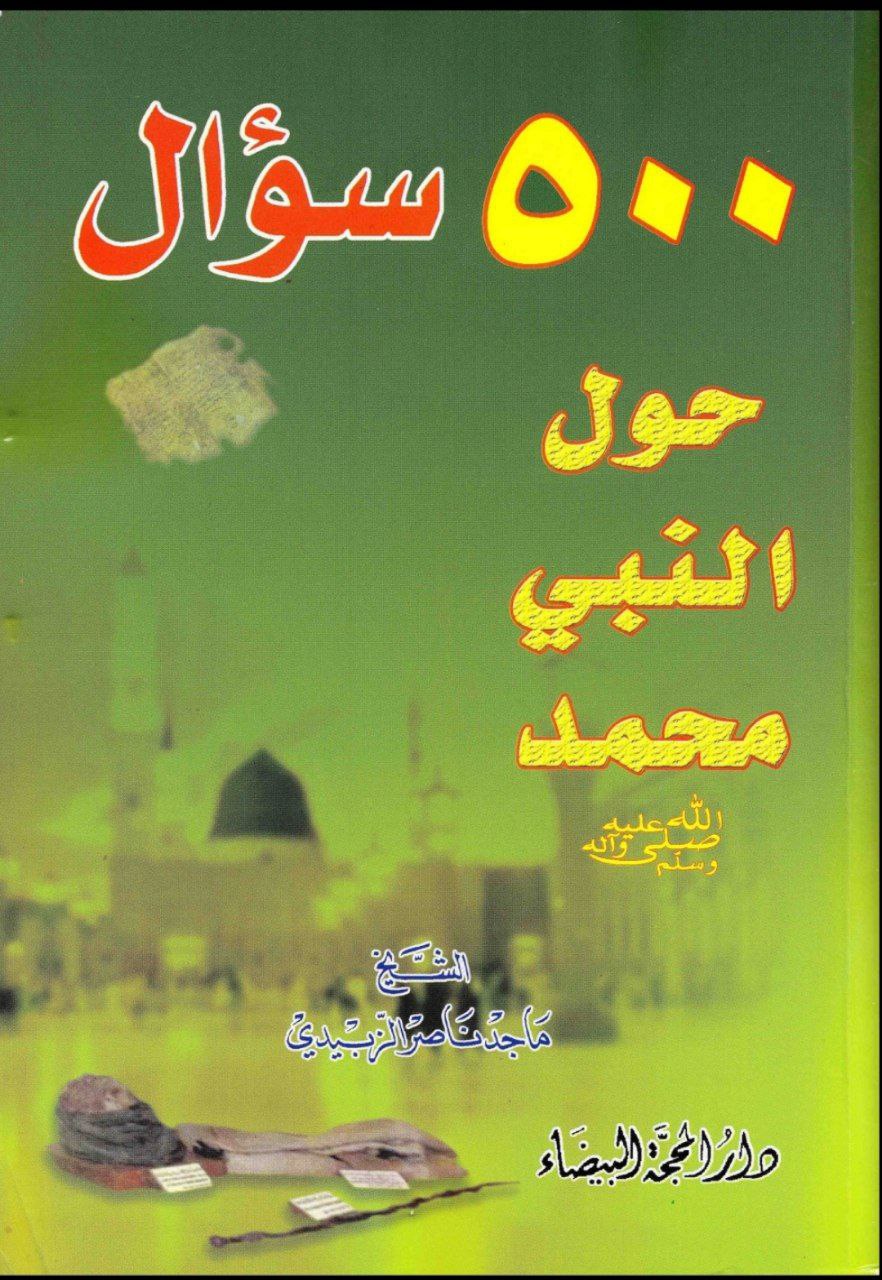 ٥٠٠ سؤال
حول
النبي
محمد
صلى الله عليه وآله وسلم
الشيخ
ماجد ناصر الزبيدي
دار المحجة البيضاء